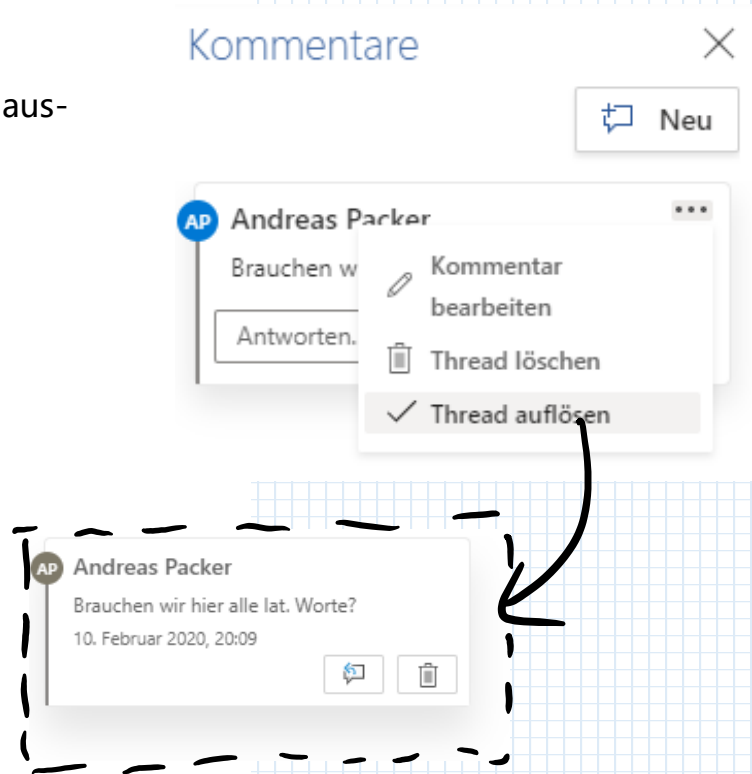 Kommentare
aus-
Neu
AP Andreas Packer
Brauchen w
Antworten.
Kommentar
bearbeiten
Thread löschen
Thread auflösen
AP Andreas Packer
Brauchen wir hier alle lat. Worte?
10. Februar 2020, 20:09